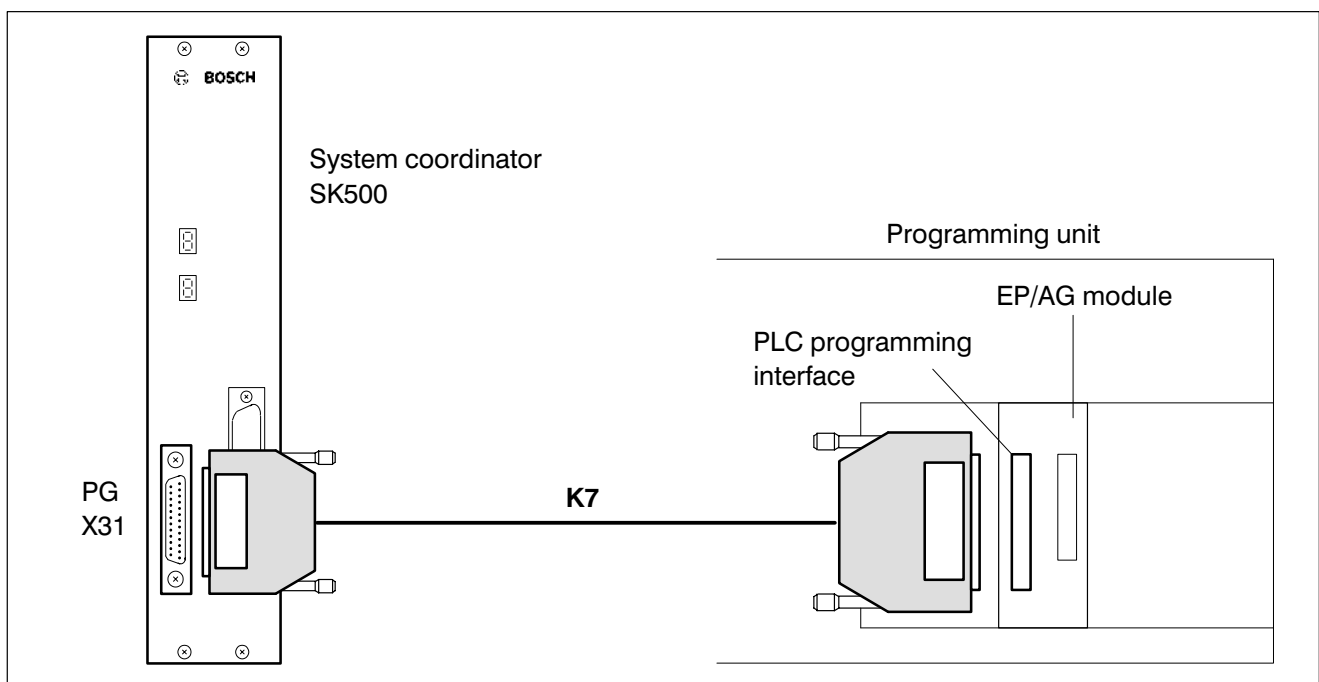 BOSCH
System coordinator
SK500
Programming unit
EP/AG module
PLC programming
interface
PG
X31
K7